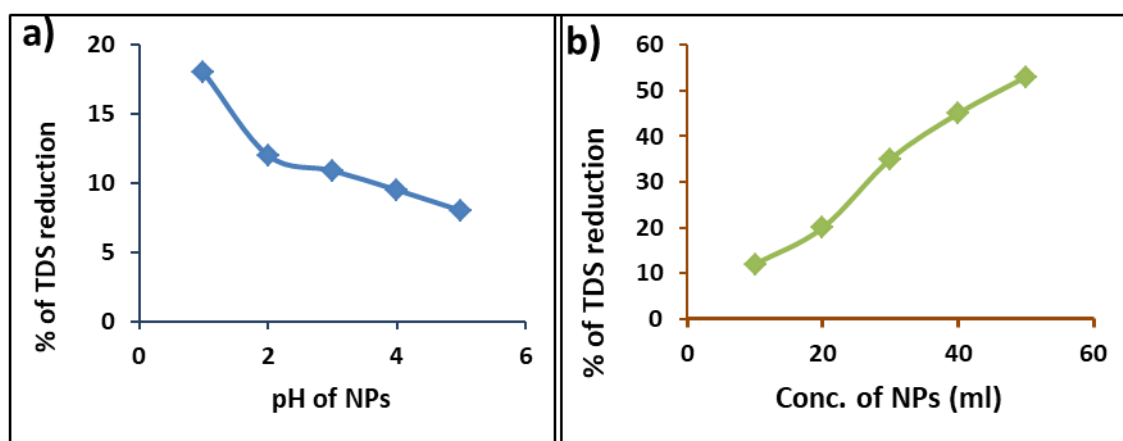 a)
% of TDS reduction
20
15
10
5
0
0 2 4 6
pH of NPs
b)
% of TDS reduction
60
50
40
30
20
10
0
0 20 40 60
Conc. of NPs (ml)